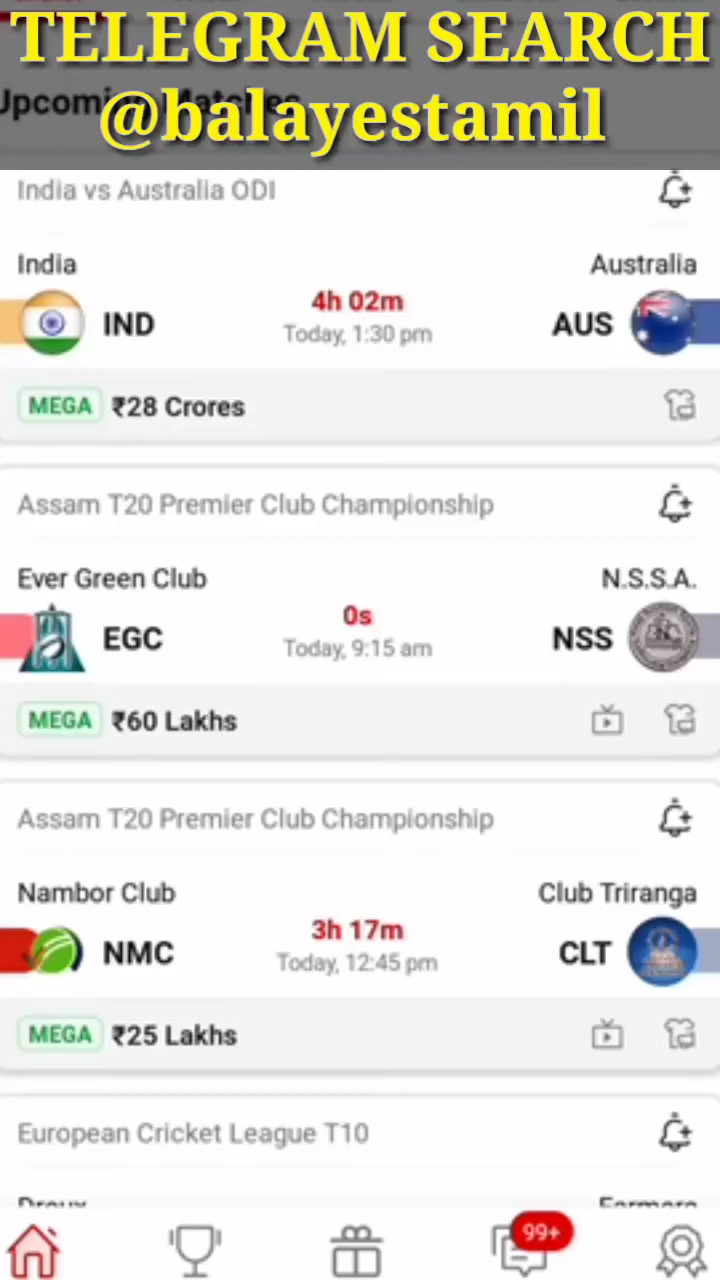 TELEGRAM SEARCH
@balayestamil
Upcoming Matches
India vs Australia ODI
India
Australia
4h 02m
IND
AUS
Today, 1:30 pm
MEGA ₹28 Crores
Assam T20 Premier Club Championship
Ever Green Club
N.S.S.A.
0s
EGC
NSS
Today, 9:15 am
MEGA ₹60 Lakhs
Assam T20 Premier Club Championship
Nambor Club
Club Triranga
3h 17m
NMC
CLT
Today, 12:45 pm
MEGA ₹25 Lakhs
European Cricket League T10
99+